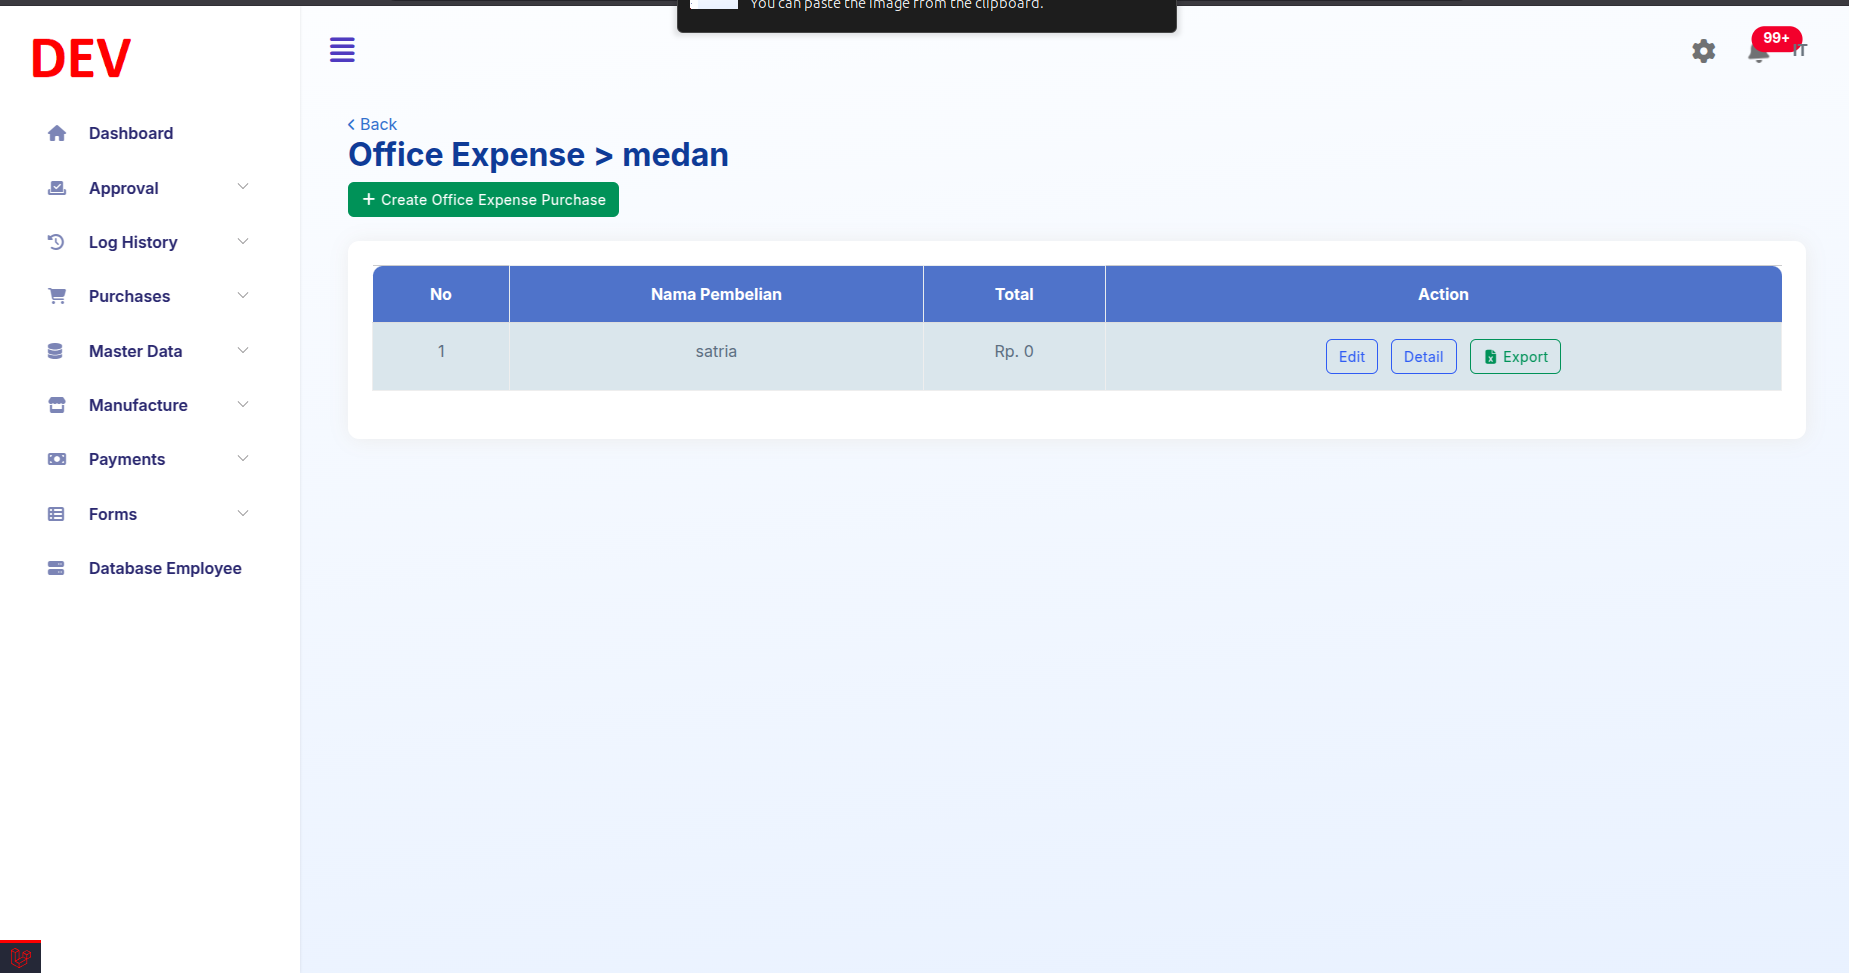 You can paste the image from the clipboard.
DEV
99+
IT
Dashboard
Approval
Log History
Purchases
Master Data
Manufacture
Payments
Forms
Database Employee
Back
Office Expense > medan
+ Create Office Expense Purchase
No Nama Pembelian Total Action
1 satria Rp. 0 Edit Detail Export